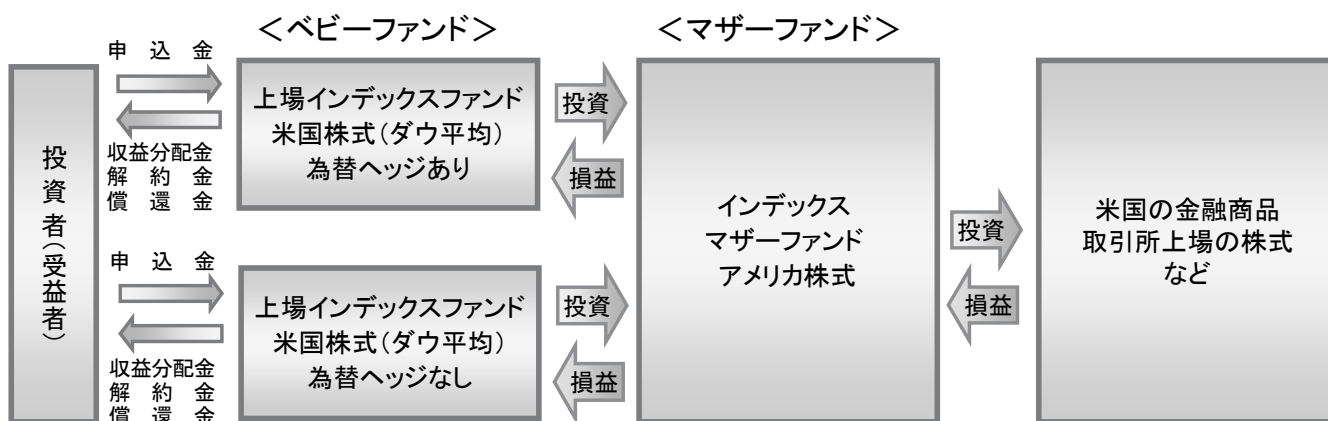 ＜ベビーファンド＞
＜マザーファンド＞
投資者（受益者）
申込金
収益分配金
解約金
償還金
上場インデックスファンド
米国株式（ダウ平均）
為替ヘッジあり
投資
損益
申込金
収益分配金
解約金
償還金
上場インデックスファンド
米国株式（ダウ平均）
為替ヘッジなし
投資
損益
インデックス
マザーファンド
アメリカ株式
投資
損益
米国の金融商品
取引所上場の株式
など